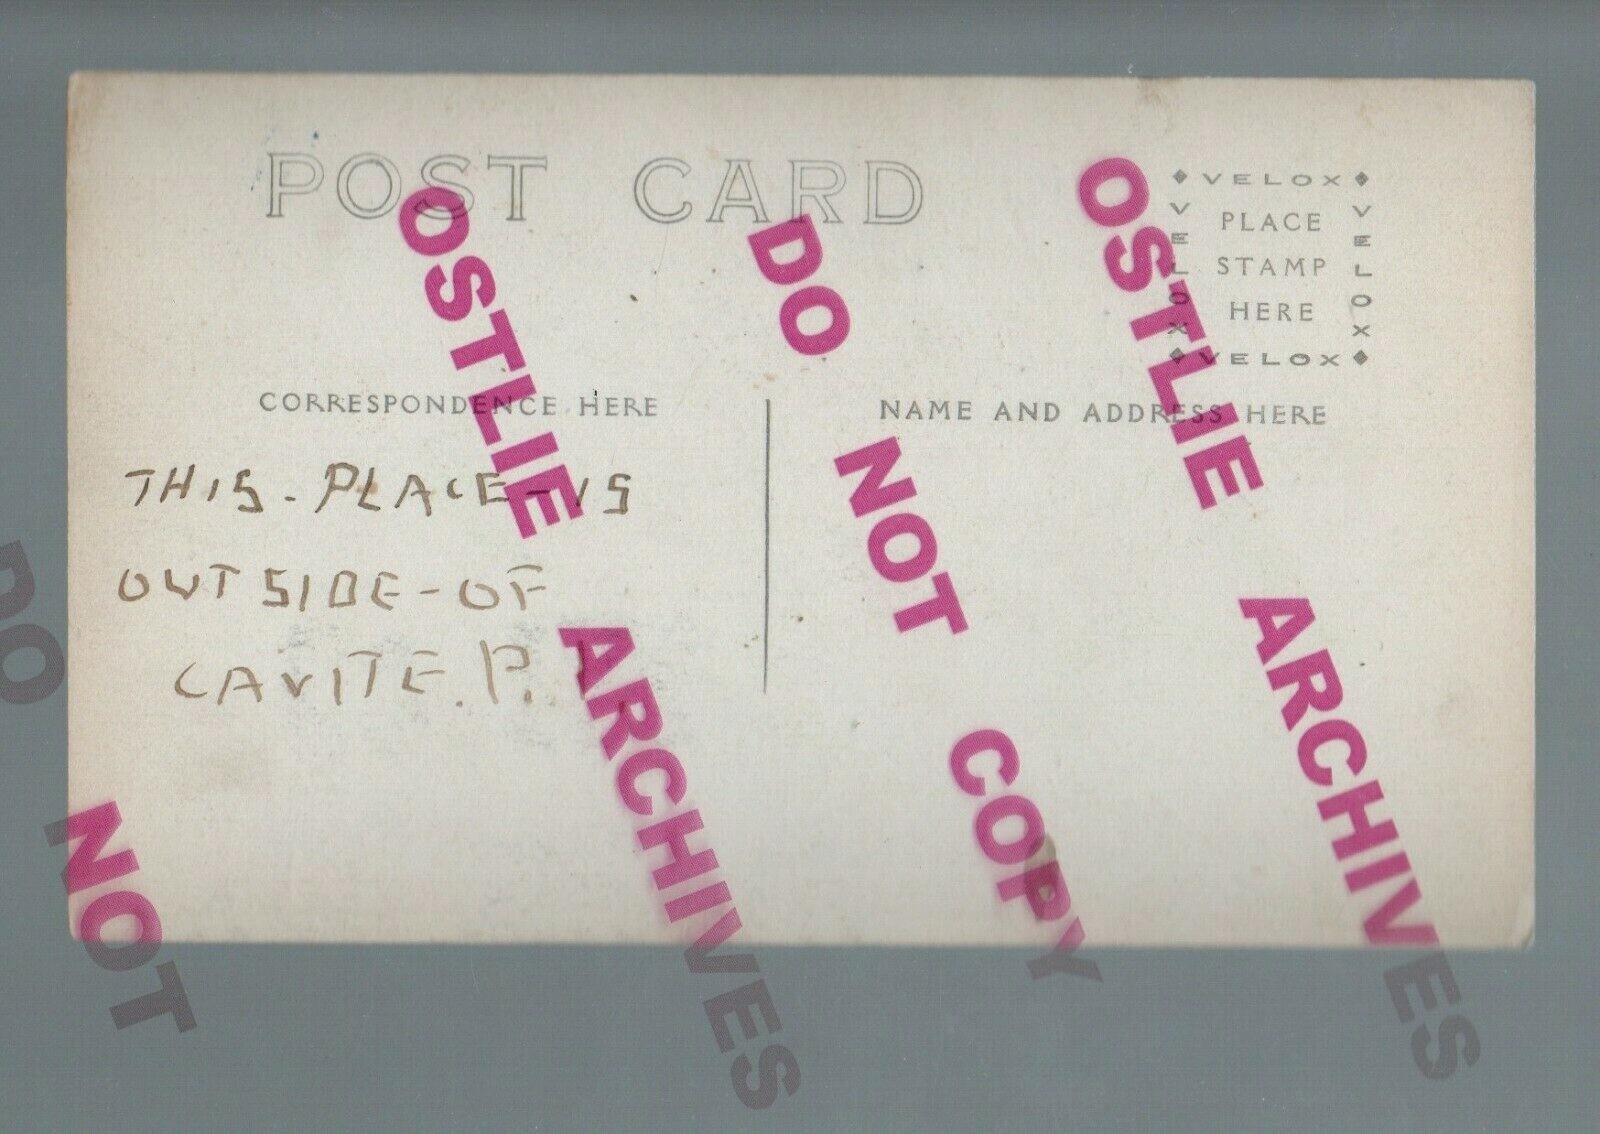 POST CARD
VELOX
VELOX
VELOX
VELOX
PLACE
STAMP
HERE
CORRESPONDENCE HERE
NAME AND ADDRESS HERE
THIS - PLACE - IS
OUTSIDE - OF
CAVITE. P.
OSTLIE ARCHIVES
DO NOT COPY
OSTLIE ARCHIVES
DO NOT